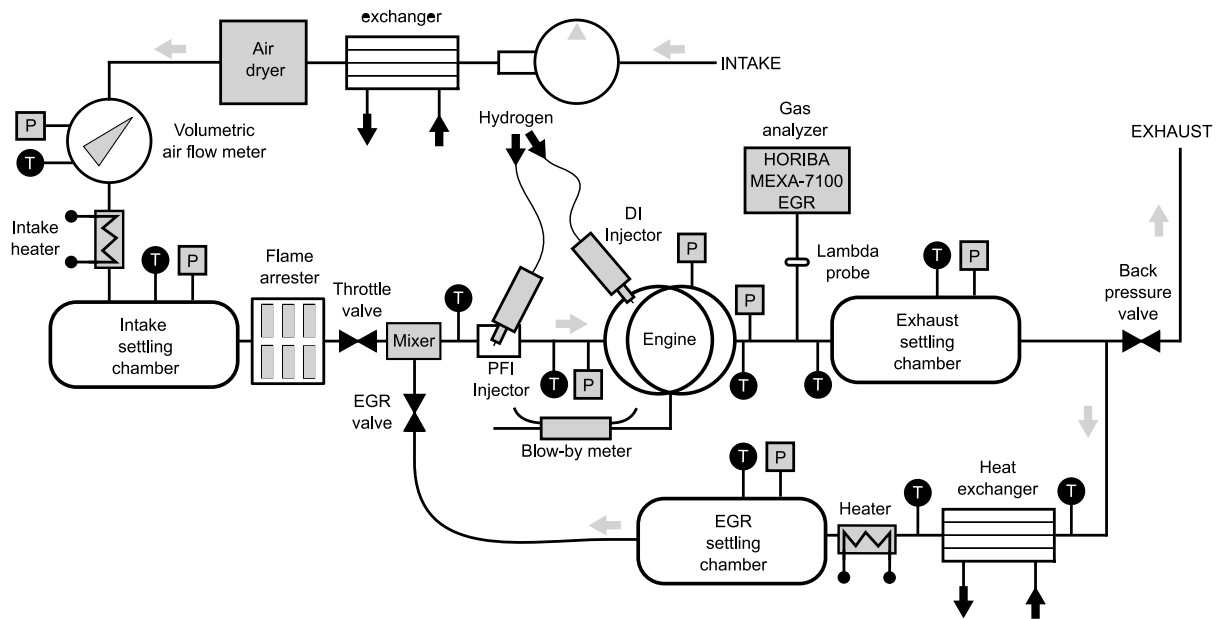 exchanger
INTAKE
Air
dryer
P
T
Volumetric
air flow meter
Hydrogen
Gas
analyzer
HORIBA
MEXA-7100
EGR
EXHAUST
Intake
heater
DI
Injector
Lambda
probe
T
P
Flame
arrester
Throttle
valve
T
P
P
T
P
Back
pressure
valve
Intake
settling
chamber
Mixer
PFI
Injector
T
P
Engine
T
T
Exhaust
settling
chamber
EGR
valve
Blow-by meter
T
P
EGR
settling
chamber
Heater
T
Heat
exchanger
T